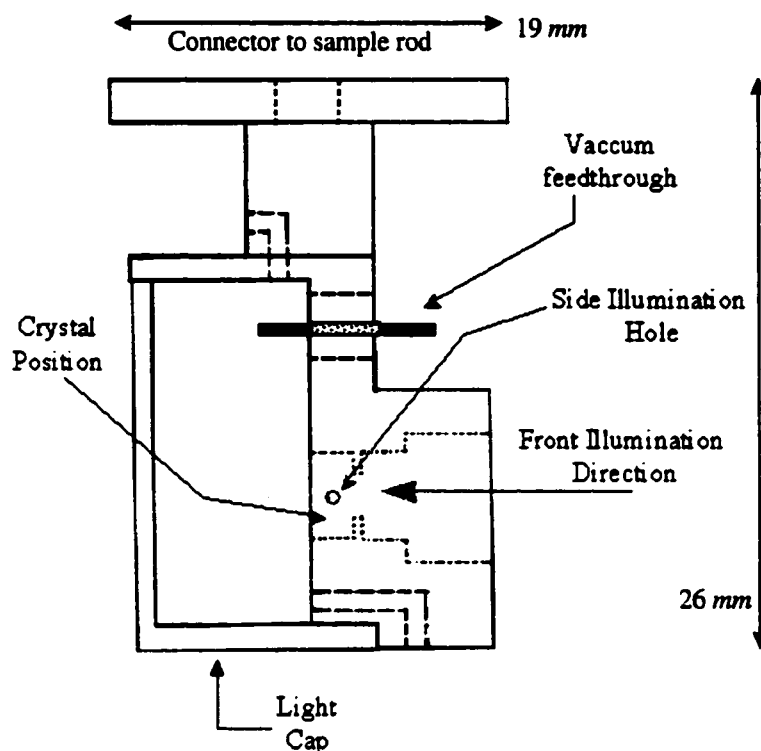 19 mm
Connector to sample rod
Vaccum
feedthrough
Side Illumination
Hole
Crystal
Position
Front Illumination
Direction
26 mm
Light
Cap